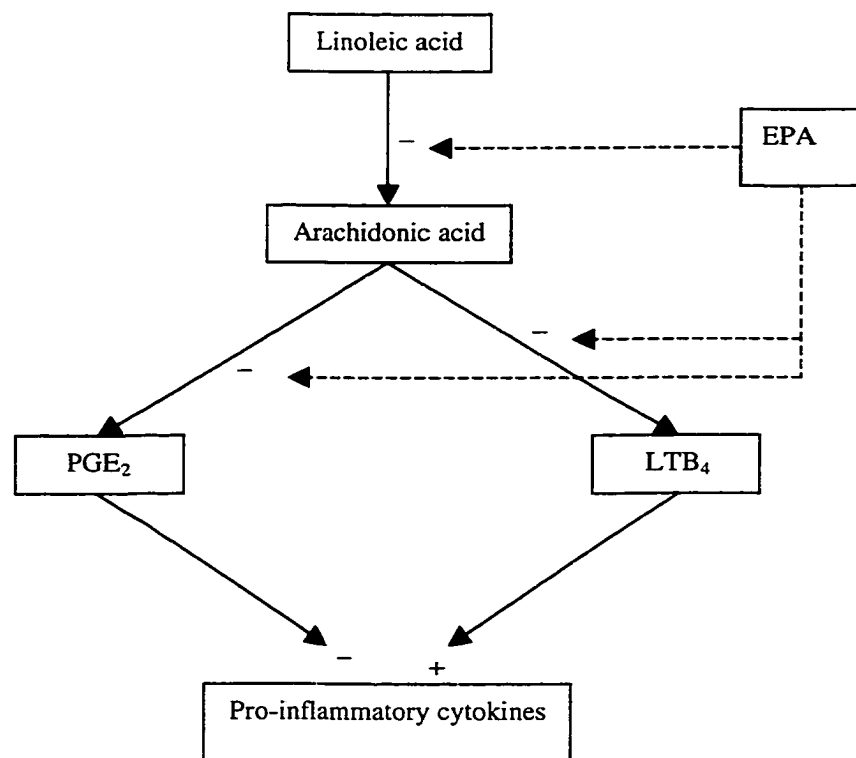 Linoleic acid
–
EPA
Arachidonic acid
–
–
PGE₂
LTB₄
–
+
Pro-inflammatory cytokines